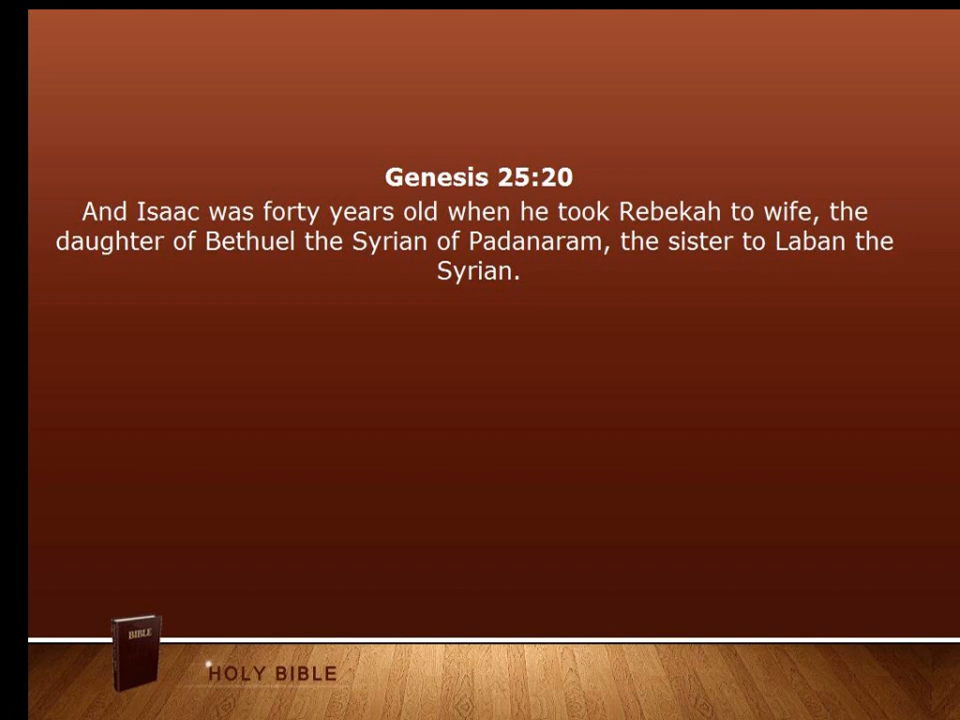 Genesis 25:20
And Isaac was forty years old when he took Rebekah to wife, the
daughter of Bethuel the Syrian of Padanaram, the sister to Laban the
Syrian.
BIBLE
HOLY BIBLE